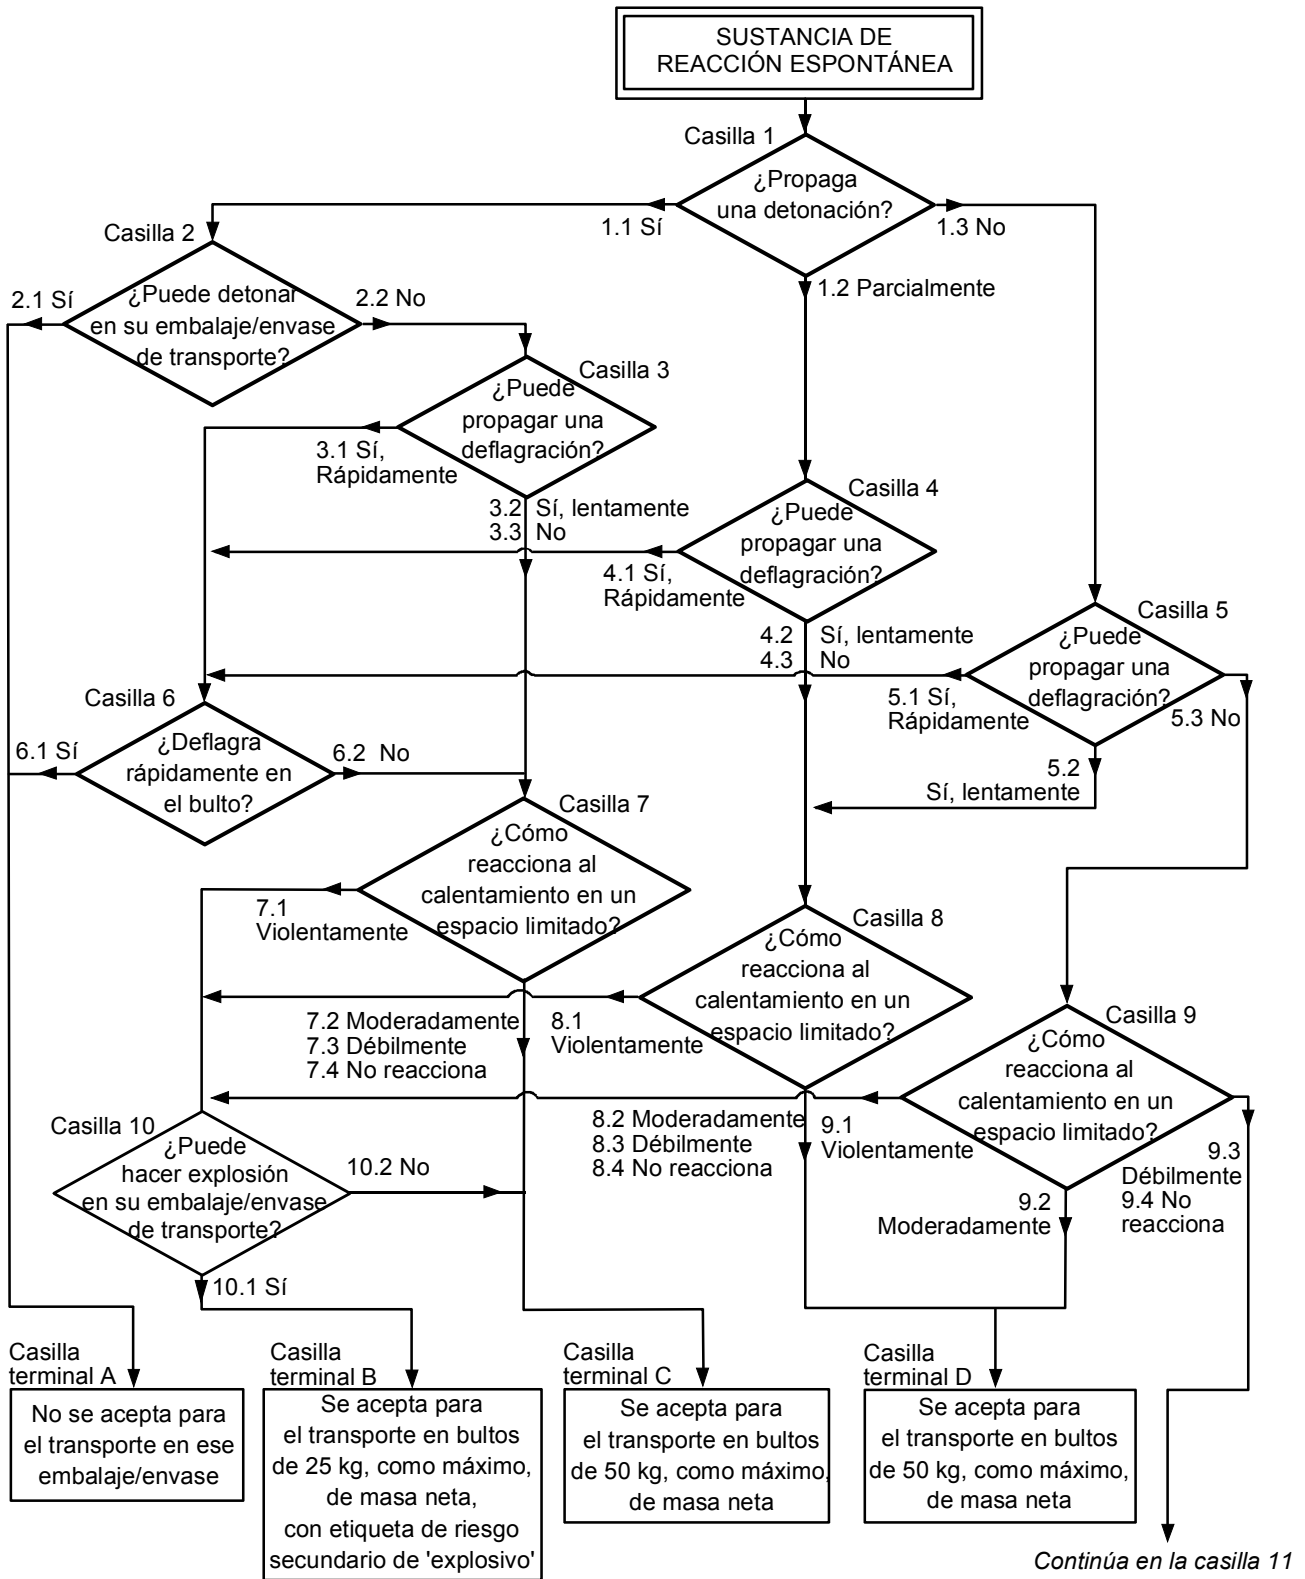 SUSTANCIA DE
REACCIÓN ESPONTÁNEA
Casilla 1
¿Propaga
una detonación?
1.1 Sí
1.3 No
1.2 Parcialmente
Casilla 2
¿Puede detonar
en su embalaje/envase
de transporte?
2.1 Sí
2.2 No
Casilla 3
¿Puede
propagar una
deflagración?
3.1 Sí,
Rápidamente
3.2 Sí, lentamente
3.3 No
Casilla 4
¿Puede
propagar una
deflagración?
4.1 Sí,
Rápidamente
4.2 Sí, lentamente
4.3 No
Casilla 5
¿Puede
propagar una
deflagración?
5.1 Sí,
Rápidamente
5.3 No
5.2
Sí, lentamente
Casilla 6
¿Deflagra
rápidamente en
el bulto?
6.1 Sí
6.2 No
Casilla 7
¿Cómo
reacciona al
calentamiento en un
espacio limitado?
7.1
Violentamente
7.2 Moderadamente
7.3 Débilmente
7.4 No reacciona
Casilla 8
¿Cómo
reacciona al
calentamiento en un
espacio limitado?
8.1
Violentamente
8.2 Moderadamente
8.3 Débilmente
8.4 No reacciona
Casilla 9
¿Cómo
reacciona al
calentamiento en un
espacio limitado?
9.1
Violentamente
9.2
Moderadamente
9.3
Débilmente
9.4 No
reacciona
Casilla 10
¿Puede
hacer explosión
en su embalaje/envase
de transporte?
10.2 No
10.1 Sí
Casilla
terminal A
No se acepta para
el transporte en ese
embalaje/envase
Casilla
terminal B
Se acepta para
el transporte en bultos
de 25 kg, como máximo,
de masa neta,
con etiqueta de riesgo
secundario de 'explosivo'
Casilla
terminal C
Se acepta para
el transporte en bultos
de 50 kg, como máximo,
de masa neta
Casilla
terminal D
Se acepta para
el transporte en bultos
de 50 kg, como máximo,
de masa neta
Continúa en la casilla 11